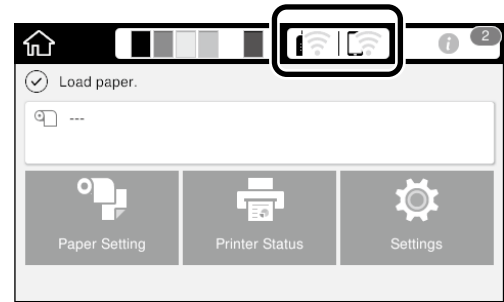 2
Load paper.
---
Paper Setting
Printer Status
Settings